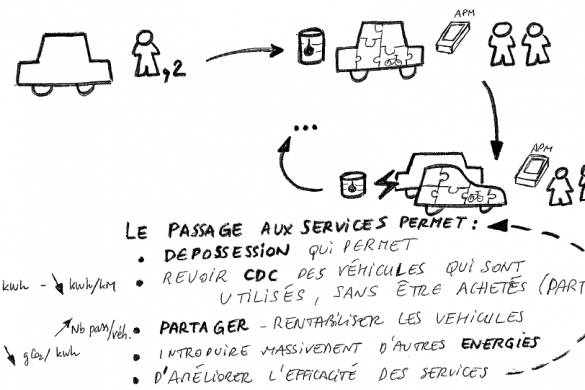 APM
,2
...
APM
LE PASSAGE AUX SERVICES PERMET :
• DEPOSSESSION QUI PERMET
kwh - ↘ kwh/km • REVOIR CDC DES VÉHICULES QUI SONT
UTILISÉS, SANS ÊTRE ACHETÉS (PART
↗ Nb pass/véh. • PARTAGER - RENTABILISER LES VEHICULES
• INTRODUIRE MASSIVEMENT D'AUTRES ENERGIES
↘ gCO2/kwh
• D'AMÉLIORER L'EFFICACITÉ DES SERVICES